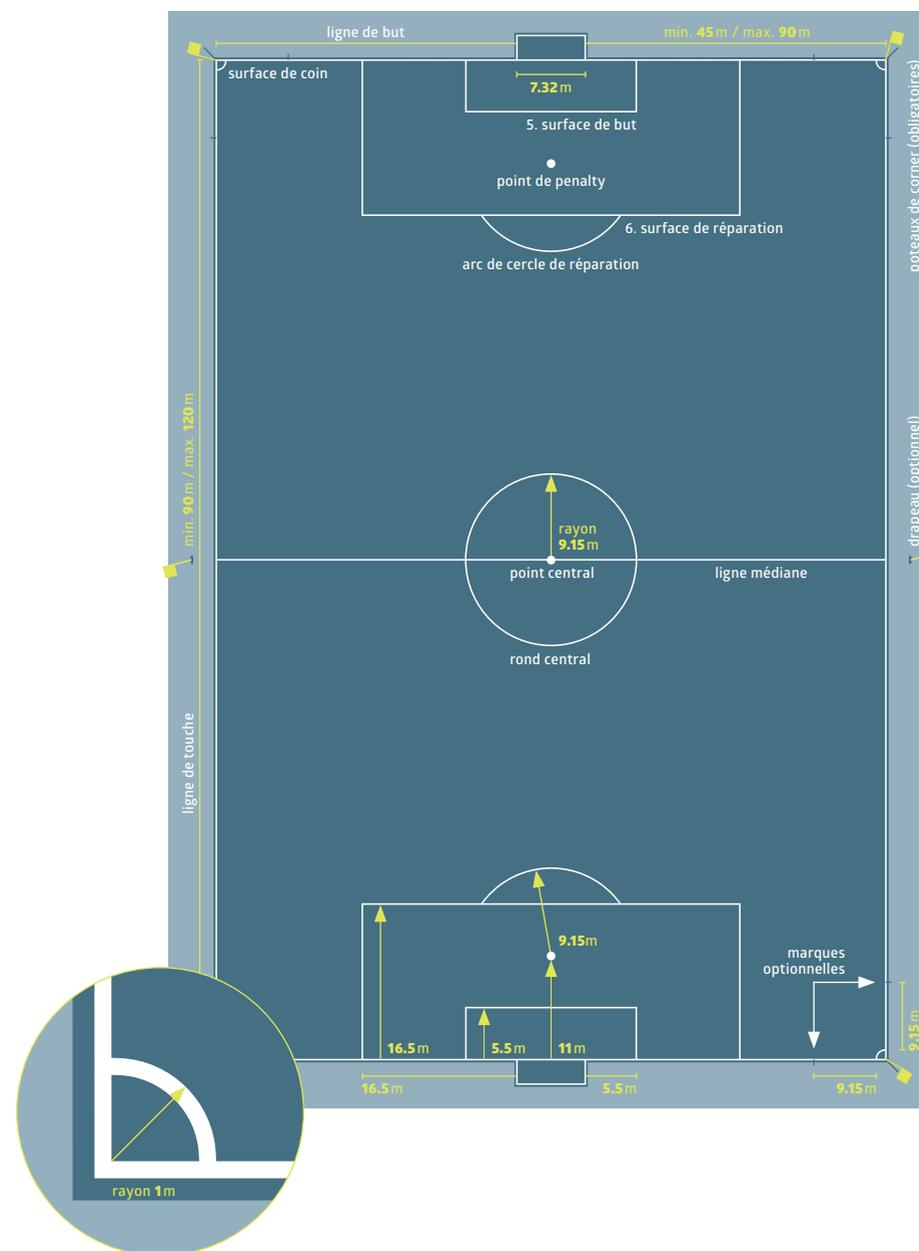 ligne de but
min. 45 m / max. 90 m
surface de coin
7.32 m
5. surface de but
point de penalty
6. surface de réparation
arc de cercle de réparation
poteaux de corner (obligatoires)
min. 90 m / max. 120 m
drapeau (optionnel)
rayon
9.15 m
point central
ligne médiane
rond central
ligne de touche
9.15 m
marques
optionnelles
16.5 m
5.5 m
11 m
9.15 m
16.5 m
5.5 m
9.15 m
rayon 1 m